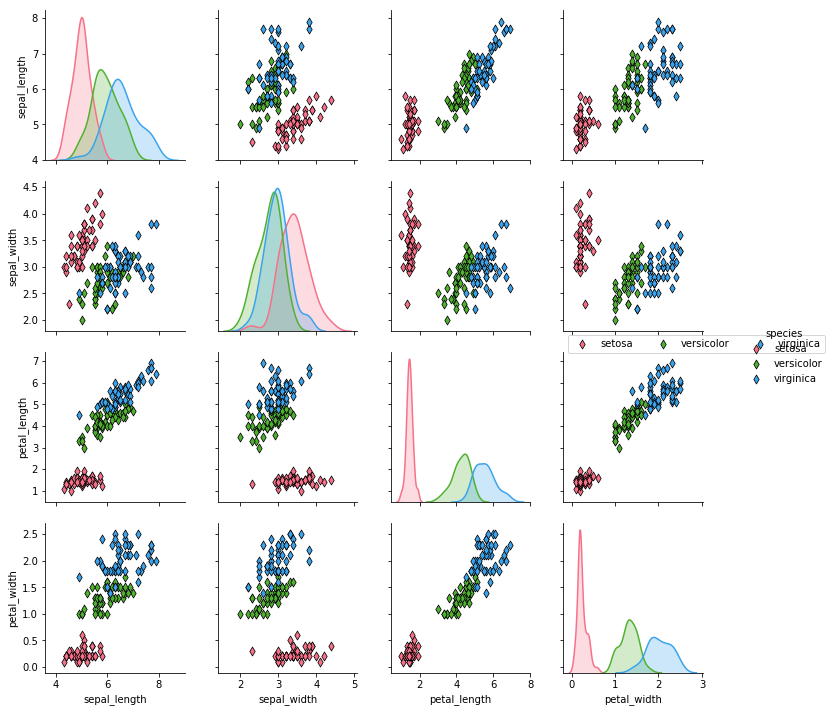 8
7
6
5
4
sepal_length
4.5
4.0
3.5
3.0
2.5
2.0
sepal_width
species
setosa versicolor virginica
setosa
versicolor
virginica
7
6
5
4
3
2
1
petal_length
2.5
2.0
1.5
1.0
0.5
0.0
petal_width
4 6 8
2 3 4 5
2 4 6 8
0 1 2 3
sepal_length sepal_width petal_length petal_width